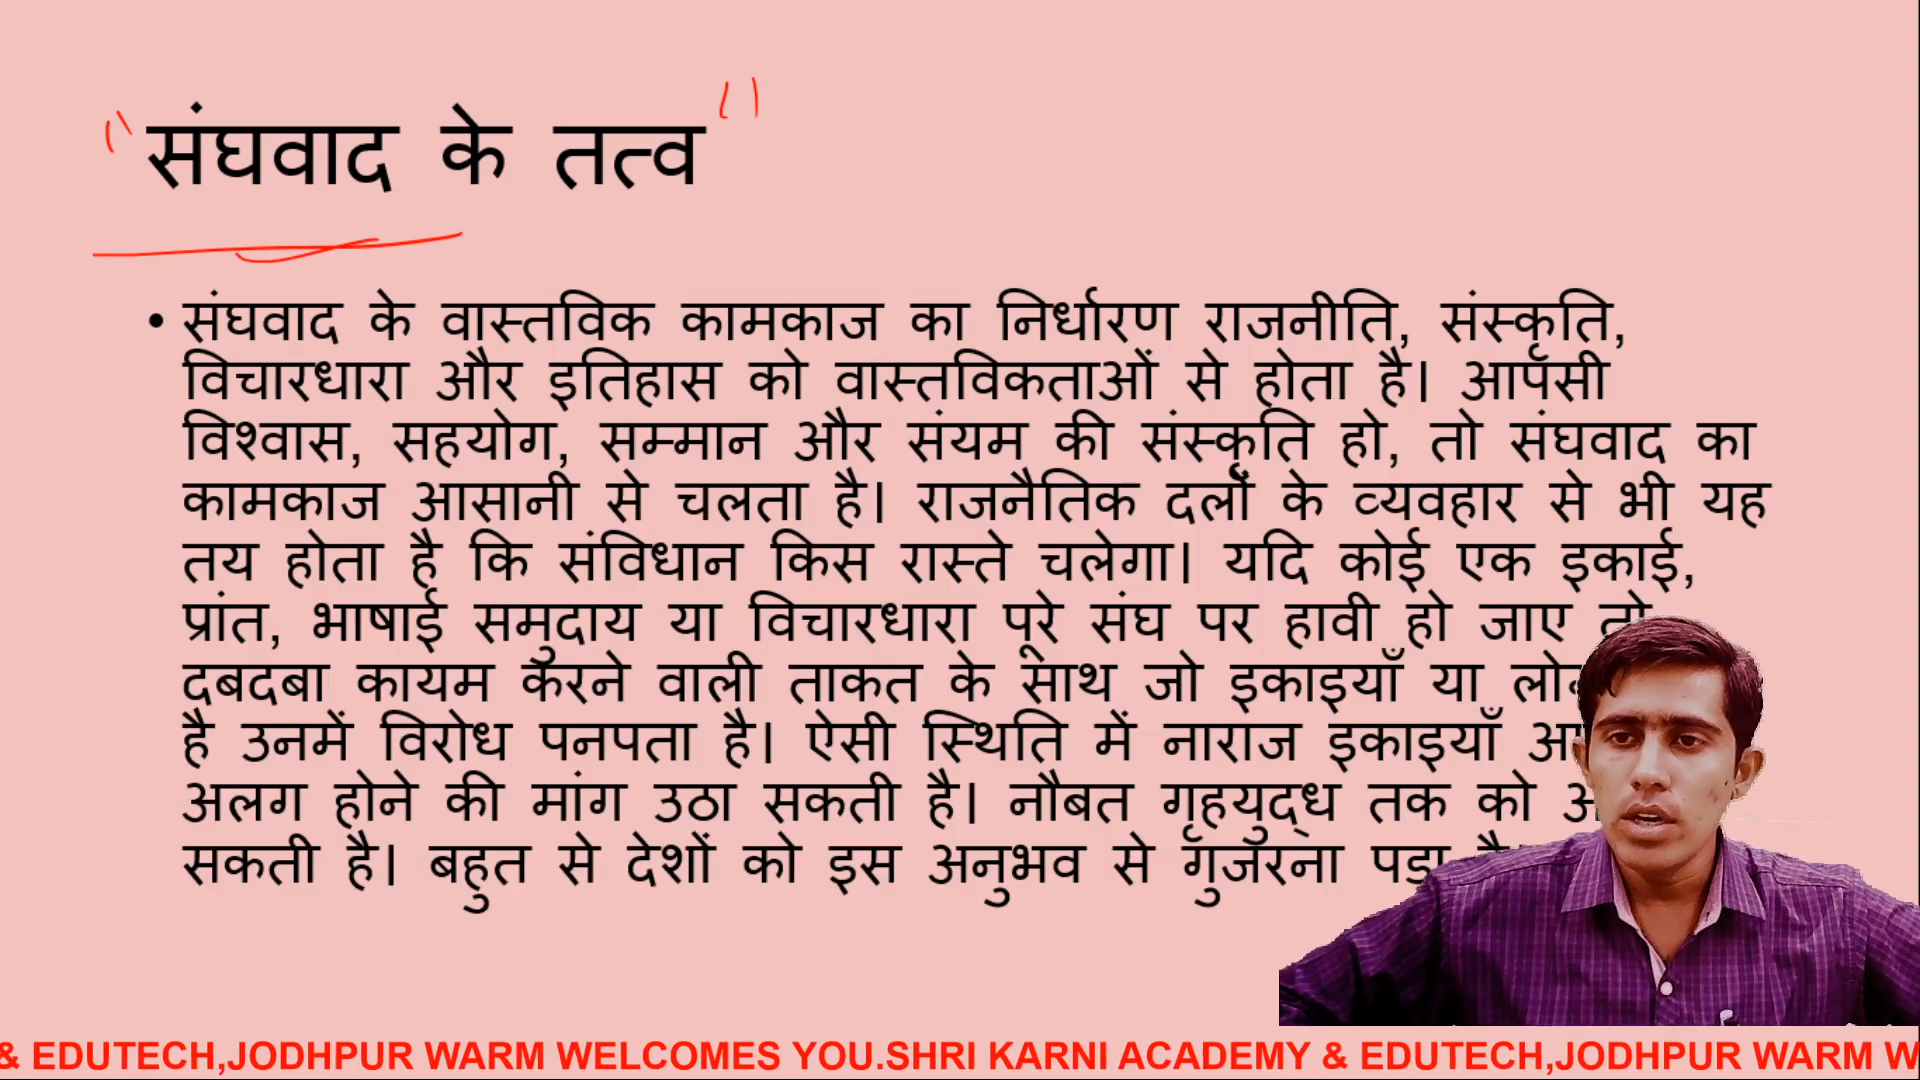 संघवाद के तत्व
• संघवाद के वास्तविक कामकाज का निर्धारण राजनीति, संस्कृति,
विचारधारा और इतिहास को वास्तविकताओं से होता है। आपसी
विश्वास, सहयोग, सम्मान और संयम की संस्कृति हो, तो संघवाद का
कामकाज आसानी से चलता है। राजनैतिक दलों के व्यवहार से भी यह
तय होता है कि संविधान किस रास्ते चलेगा। यदि कोई एक इकाई,
प्रांत, भाषाई समुदाय या विचारधारा पूरे संघ पर हावी हो जाए तो
दबदबा कायम करने वाली ताकत के साथ जो इकाइयाँ या
है उनमें विरोध पनपता है। ऐसी स्थिति में नाराज इकाइयाँ
अलग होने की मांग उठा सकती है। नौबत गृहयुद्ध तक को
सकती है। बहुत से देशों को इस अनुभव से गुजरना पडा
& EDUTECH,JODHPUR WARM WELCOMES YOU.SHRI KARNI ACADEMY & EDUTECH,JODHPUR WARM W